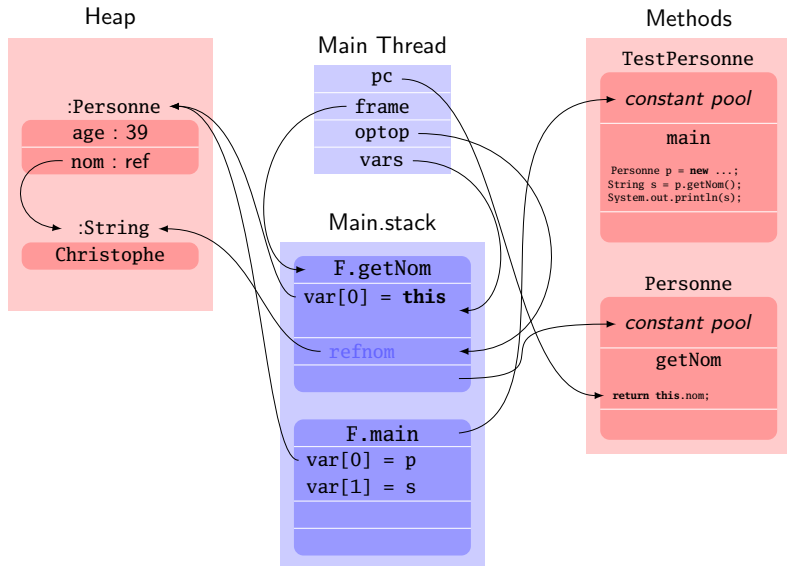 Heap
:Personne
age : 39
nom : ref
:String
Christophe
Main Thread
pc
frame
optop
vars
Main.stack
F.getNom
var[0] = this
refnom
F.main
var[0] = p
var[1] = s
Methods
TestPersonne
constant pool
main
Personne p = new ...;
String s = p.getNom();
System.out.println(s);
Personne
constant pool
getNom
return this.nom;